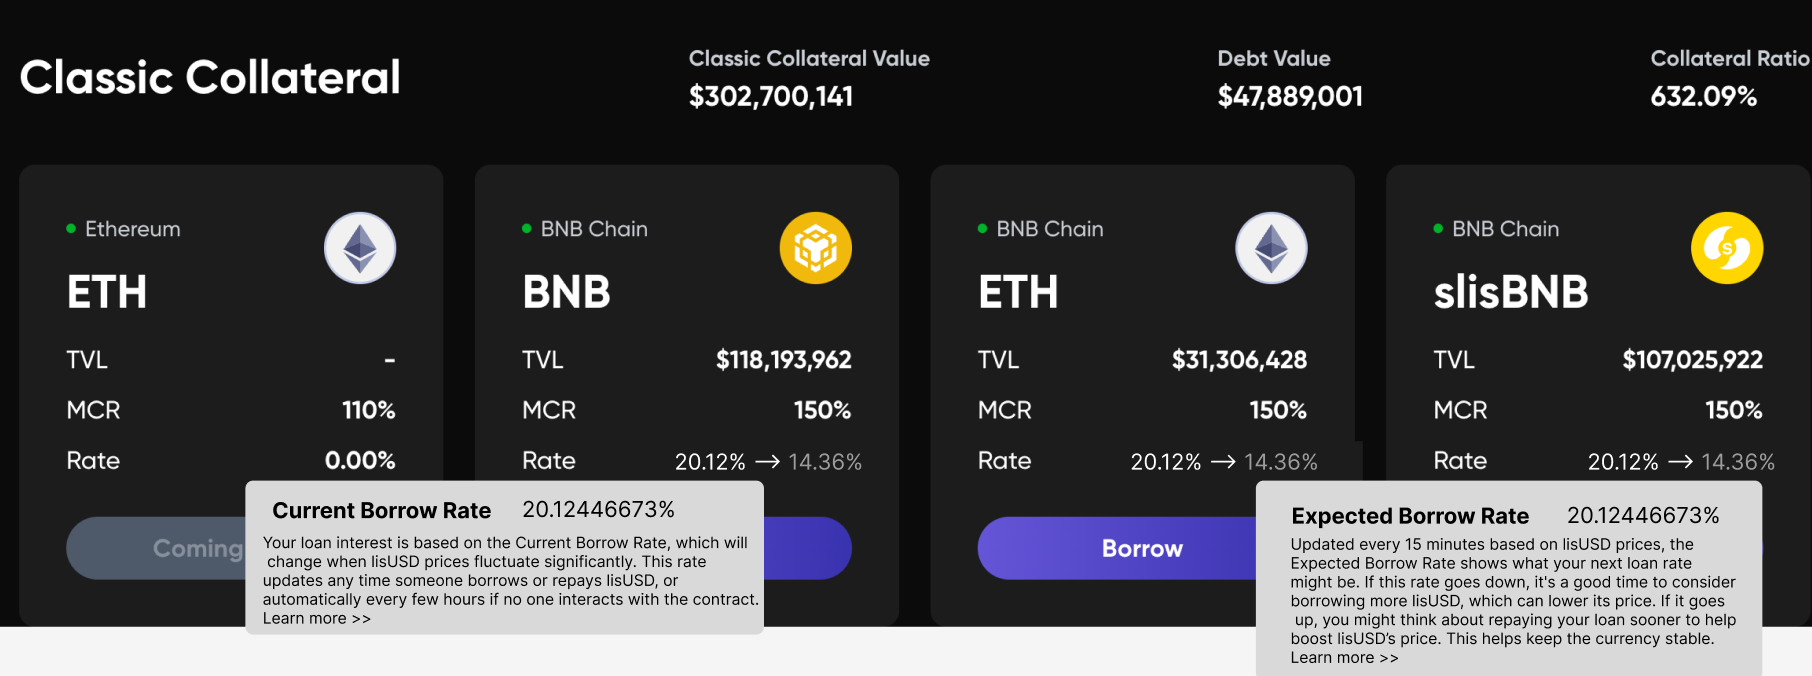 Classic Collateral
Classic Collateral Value
$302,700,141
Debt Value
$47,889,001
Collateral Ratio
632.09%
Ethereum
ETH
TVL -
MCR 110%
Rate 0.00%
Coming
BNB Chain
BNB
TVL $118,193,962
MCR 150%
Rate 20.12% → 14.36%
BNB Chain
ETH
TVL $31,306,428
MCR 150%
Rate 20.12% → 14.36%
Borrow
BNB Chain
S
slisBNB
TVL $107,025,922
MCR 150%
Rate 20.12% → 14.36%
Current Borrow Rate 20.12446673%
Your loan interest is based on the Current Borrow Rate, which will
change when lisUSD prices fluctuate significantly. This rate
updates any time someone borrows or repays lisUSD, or
automatically every few hours if no one interacts with the contract.
Learn more >>
Expected Borrow Rate 20.12446673%
Updated every 15 minutes based on lisUSD prices, the
Expected Borrow Rate shows what your next loan rate
might be. If this rate goes down, it's a good time to consider
borrowing more lisUSD, which can lower its price. If it goes
up, you might think about repaying your loan sooner to help
boost lisUSD’s price. This helps keep the currency stable.
Learn more >>